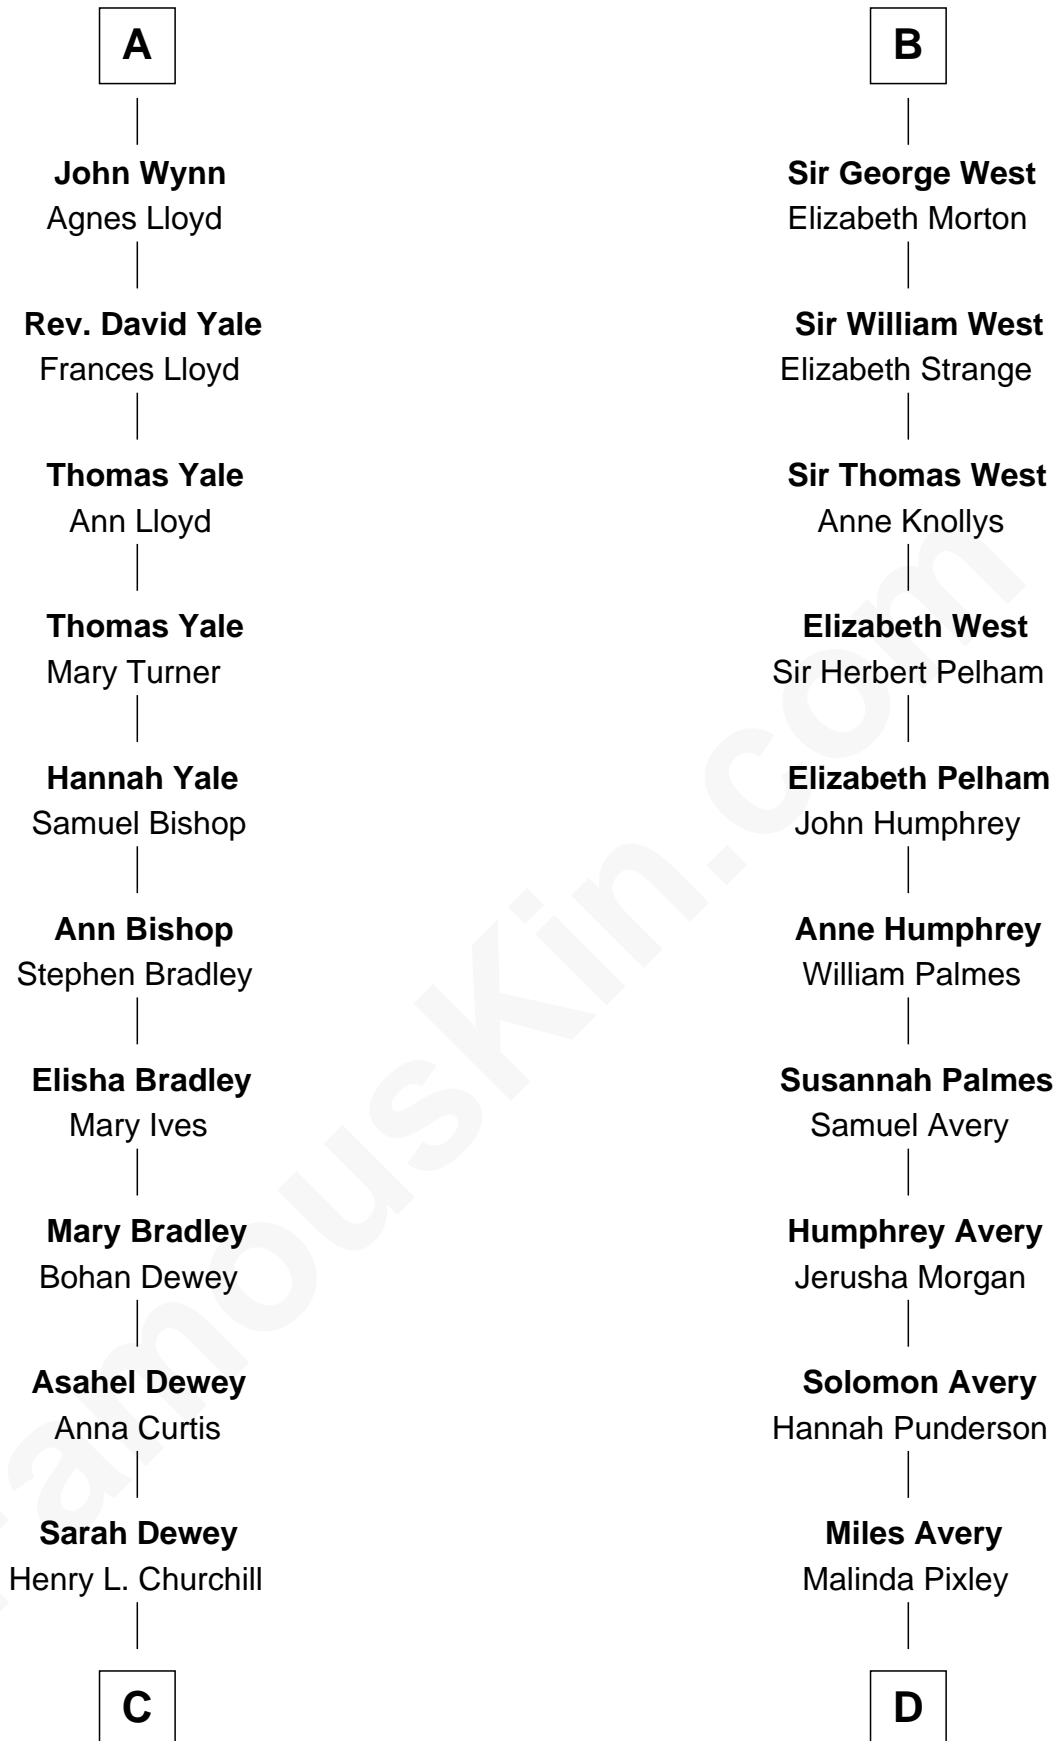 A
John Wynn
Agnes Lloyd
Rev. David Yale
Frances Lloyd
Thomas Yale
Ann Lloyd
Thomas Yale
Mary Turner
Hannah Yale
Samuel Bishop
Ann Bishop
Stephen Bradley
Elisha Bradley
Mary Ives
Mary Bradley
Bohan Dewey
Asahel Dewey
Anna Curtis
Sarah Dewey
Henry L. Churchill
C
B
Sir George West
Elizabeth Morton
Sir William West
Elizabeth Strange
Sir Thomas West
Anne Knollys
Elizabeth West
Sir Herbert Pelham
Elizabeth Pelham
John Humphrey
Anne Humphrey
William Palmes
Susannah Palmes
Samuel Avery
Humphrey Avery
Jerusha Morgan
Solomon Avery
Hannah Punderson
Miles Avery
Malinda Pixley
D
FamousKin.com